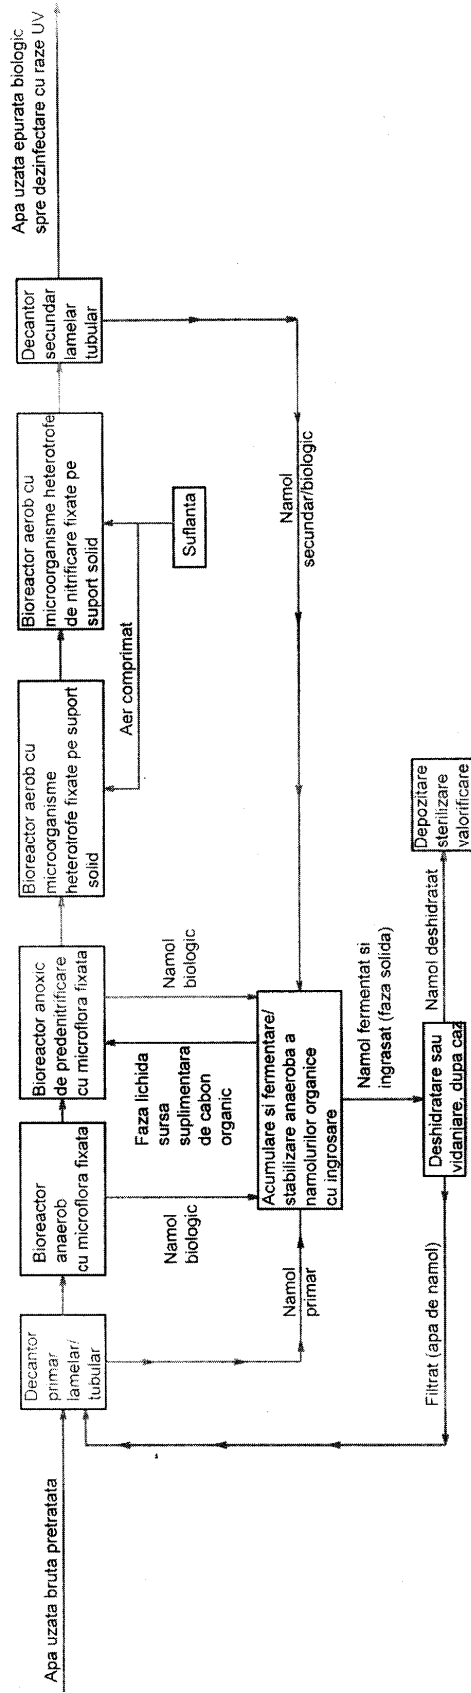 Apa uzata bruta pretratata
Decantor
primar
lamelar/
tubular
Bioreactor
anaerob
cu microflora fixata
Bioreactor anoxic
de predenitrificare
cu microflora fixata
Bioreactor aerob cu
microorganisme
heterotrofe fixate pe suport
solid
Bioreactor aerob cu
microorganisme heterotrofe
de nitrificare fixate pe
suport solid
Decantor
secundar
lamelar
tubular
Apa uzata epurata biologic
spre dezinfectare cu raze UV
Aer comprimat
Suflanta
Namol
primar
Namol
biologic
Faza lichida
sursa
suplimentara
de cabon
organic
Namol
biologic
Namol
secundar/biologic
Acumulare si fermentare/
stabilizare anaeroba a
namolurilor organice
cu ingrosare
Namol fermentat si
ingrasat (faza solida)
Filtrat (apa de namol)
Deshidratare sau
vidanjare, dupa caz
Namol deshidratat
Depozitare
sterilizare
valorificare